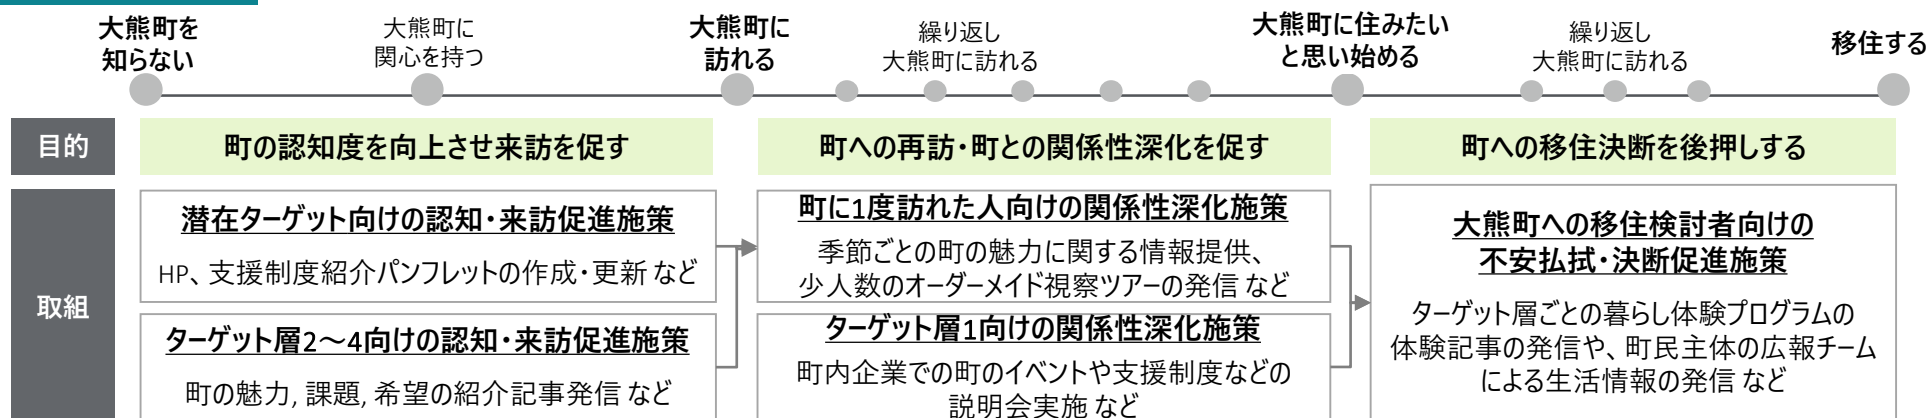 大熊町を
知らない
大熊町に
関心を持つ
大熊町に
訪れる
繰り返し
大熊町に訪れる
大熊町に住みたい
と思い始める
繰り返し
大熊町に訪れる
移住する
目的
町の認知度を向上させ来訪を促す
町への再訪・町との関係性深化を促す
町への移住決断を後押しする
取組
潜在ターゲット向けの認知・来訪促進施策
HP、支援制度紹介パンフレットの作成・更新 など
ターゲット層2～4向けの認知・来訪促進施策
町の魅力, 課題, 希望の紹介記事発信 など
町に1度訪れた人向けの関係性深化施策
季節ごとの町の魅力に関する情報提供、
少人数のオーダーメイド視察ツアーの発信 など
ターゲット層1向けの関係性深化施策
町内企業での町のイベントや支援制度などの
説明会実施 など
大熊町への移住検討者向けの
不安払拭・決断促進施策
ターゲット層ごとの暮らし体験プログラムの
体験記事の発信や、町民主体の広報チーム
による生活情報の発信 など